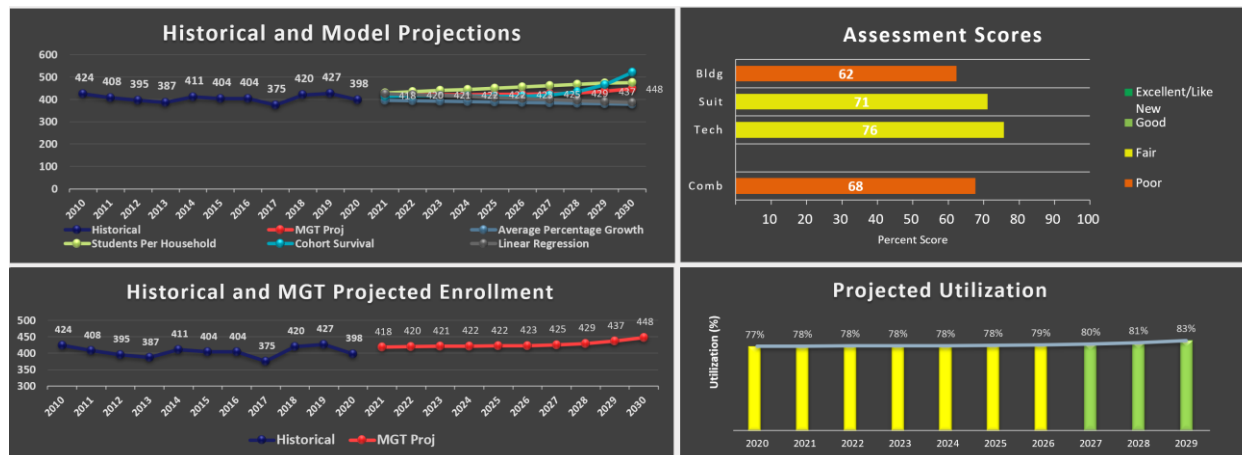 Historical and Model Projections
600
500
400
300
200
100
0
424 408 395 387 411 404 404 375 420 427 398
418 420 421 422 422 423 425 429 437 448
2010 2011 2012 2013 2014 2015 2016 2017 2018 2019 2020 2021 2022 2023 2024 2025 2026 2027 2028 2029 2030
Historical MGT Proj Average Percentage Growth
Students Per Household Cohort Survival Linear Regression
Assessment Scores
Bldg 62
Suit 71
Tech 76
Comb 68
10 20 30 40 50 60 70 80 90 100
Percent Score
Excellent/Like
New
Good
Fair
Poor
Historical and MGT Projected Enrollment
500
450
400
350
300
424 408 395 387 411 404 404 375 420 427 398 418 420 421 422 422 423 425 429 437 448
2010 2011 2012 2013 2014 2015 2016 2017 2018 2019 2020 2021 2022 2023 2024 2025 2026 2027 2028 2029 2030
Historical MGT Proj
Projected Utilization
Utilization (%)
77% 78% 78% 78% 78% 78% 79% 80% 81% 83%
2020 2021 2022 2023 2024 2025 2026 2027 2028 2029